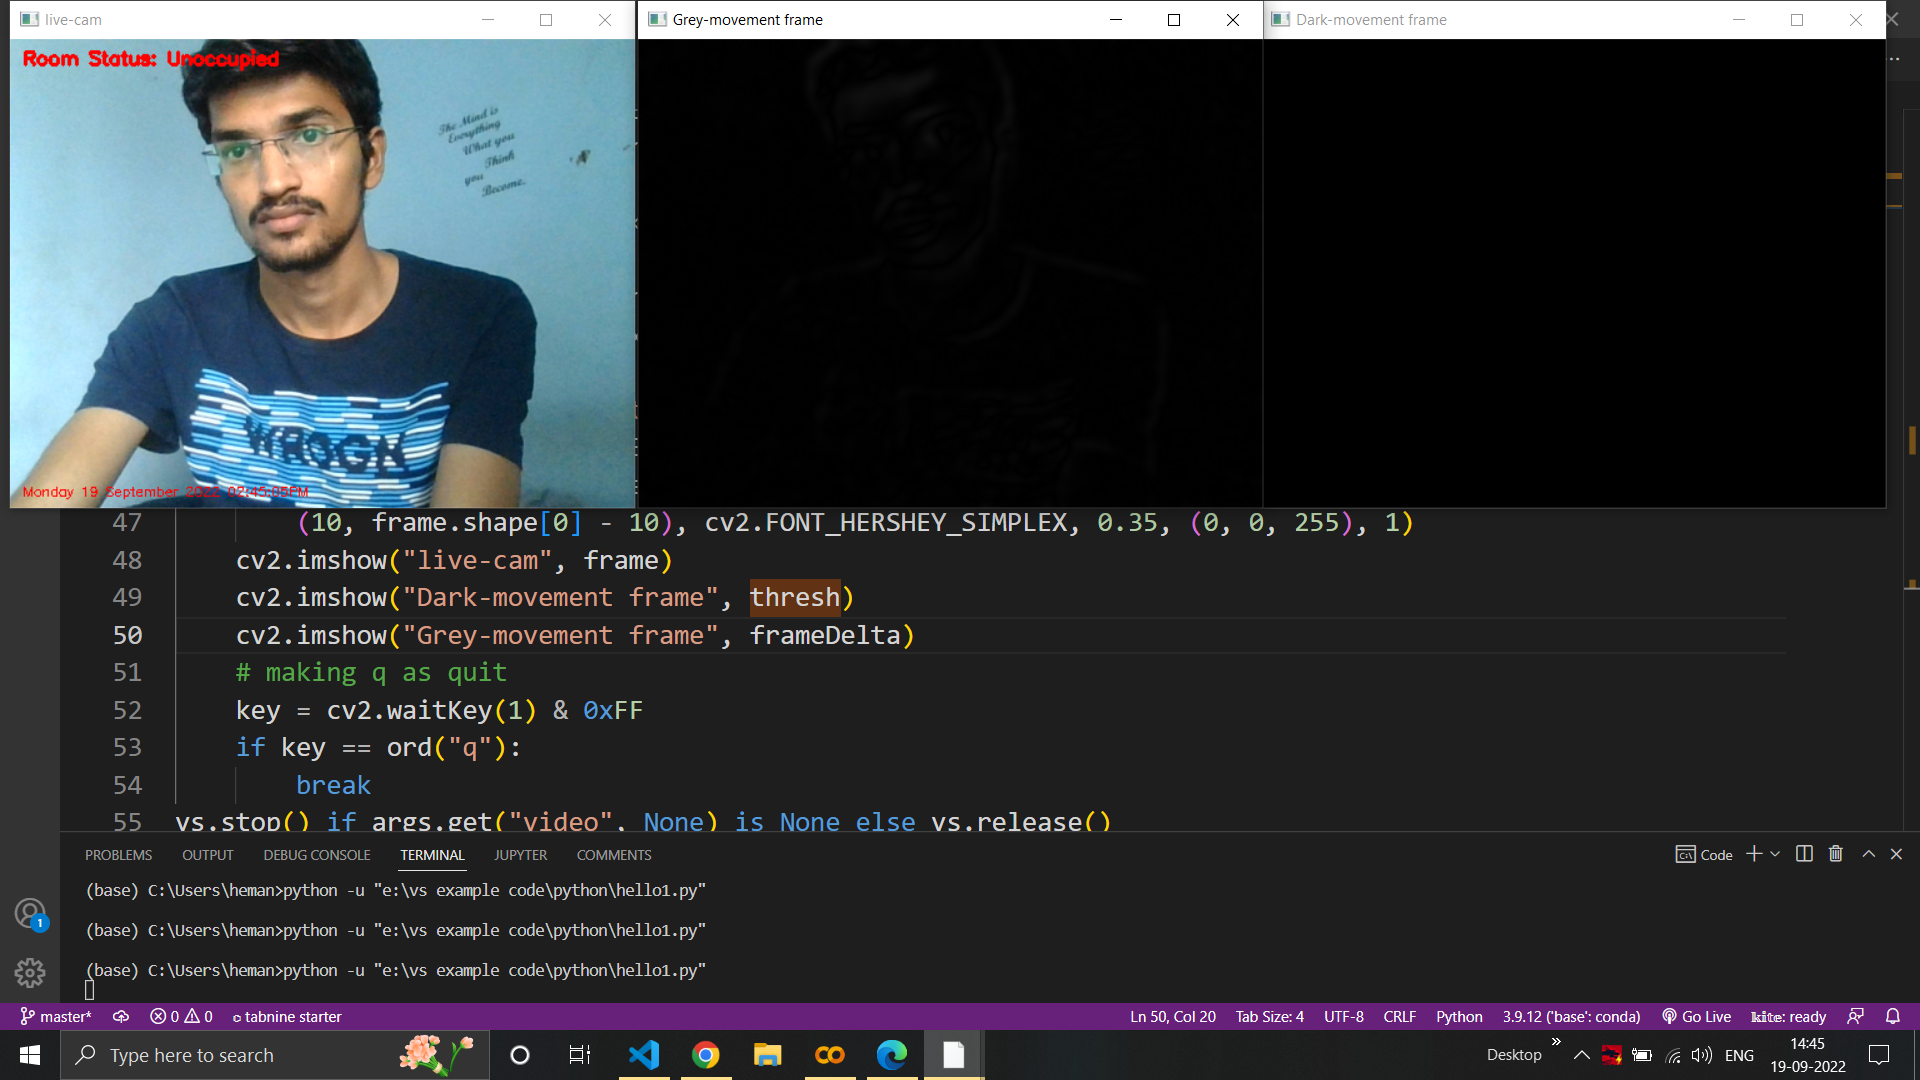 live-cam
Grey-movement frame
Dark-movement frame
Room Status: Unoccupied
The Mind is
Everything
What you
Think
you
Become.
WROGN
Monday 19 September 2022 02:45:05PM
47 (10, frame.shape[0] - 10), cv2.FONT_HERSHEY_SIMPLEX, 0.35, (0, 0, 255), 1)
48 cv2.imshow("live-cam", frame)
49 cv2.imshow("Dark-movement frame", thresh)
50 cv2.imshow("Grey-movement frame", frameDelta)
51 # making q as quit
52 key = cv2.waitKey(1) & 0xFF
53 if key == ord("q"):
54 break
55 vs.stop() if args.get("video", None) is None else vs.release()
PROBLEMS OUTPUT DEBUG CONSOLE TERMINAL JUPYTER COMMENTS
Code
(base) C:\Users\heman>python -u "e:\vs example code\python\hello1.py"
(base) C:\Users\heman>python -u "e:\vs example code\python\hello1.py"
(base) C:\Users\heman>python -u "e:\vs example code\python\hello1.py"
1
master* 0 0 tabnine starter Ln 50, Col 20 Tab Size: 4 UTF-8 CRLF Python 3.9.12 ('base': conda) Go Live kite: ready
Type here to search
Desktop
ENG
14:45
19-09-2022